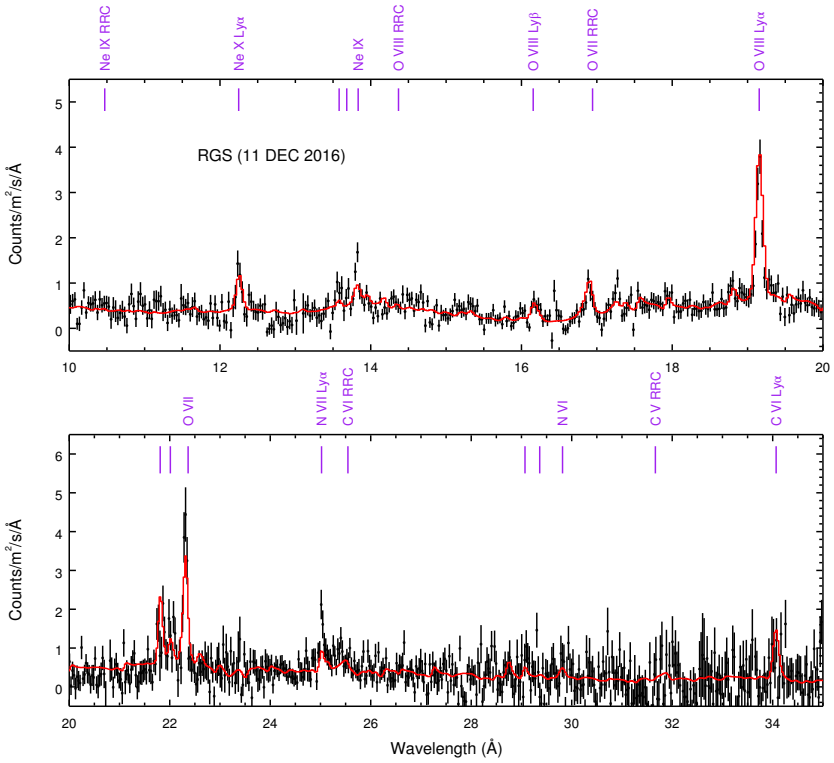 Ne IX RRC
Ne X Lyα
Ne IX
O VIII RRC
O VIII Lyβ
O VII RRC
O VIII Lyα
5
4
3
2
1
0
Counts/m²/s/Å
RGS (11 DEC 2016)
10 12 14 16 18 20
O VII
N VII Lyα
C VI RRC
N VI
C V RRC
C VI Lyα
6
5
4
3
2
1
0
Counts/m²/s/Å
20 22 24 26 28 30 32 34
Wavelength (Å)